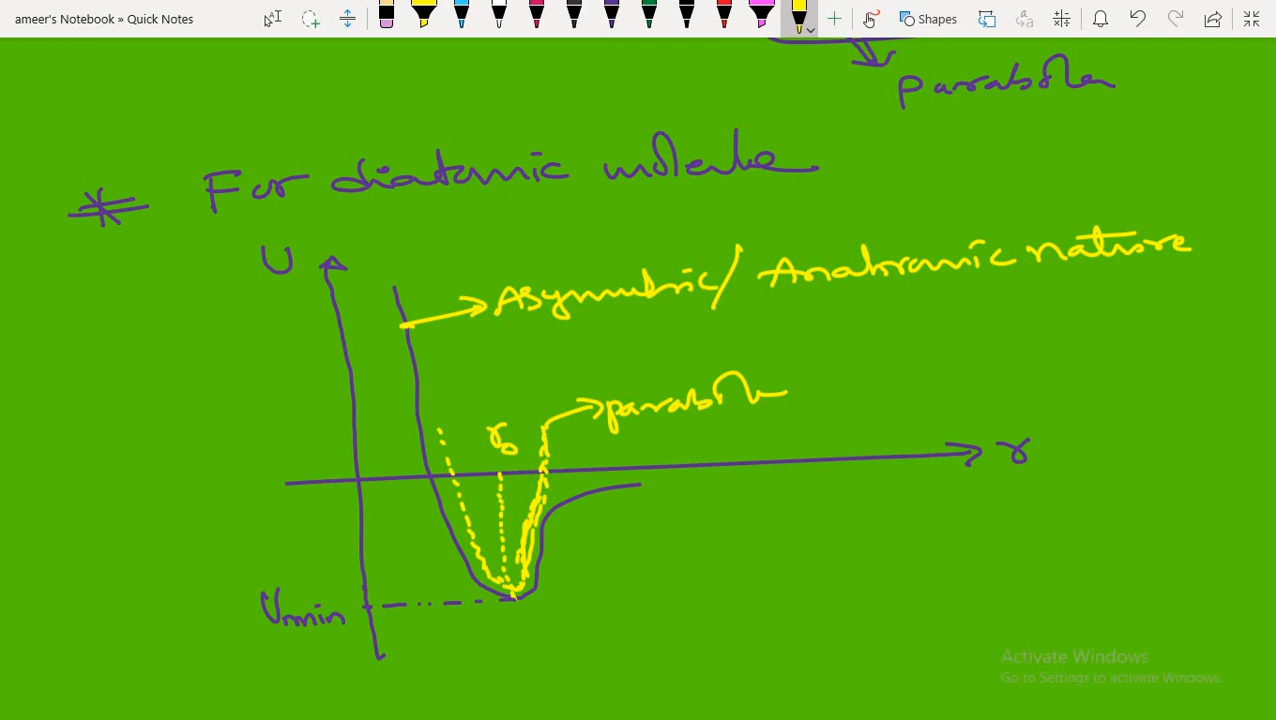 ameer's Notebook » Quick Notes
Shapes
parabola
For diatomic molecule
U
Asymmetric/ Anahromic nature
parabola
r₀
r
Umin
Activate Windows
Go to Settings to activate Windows.